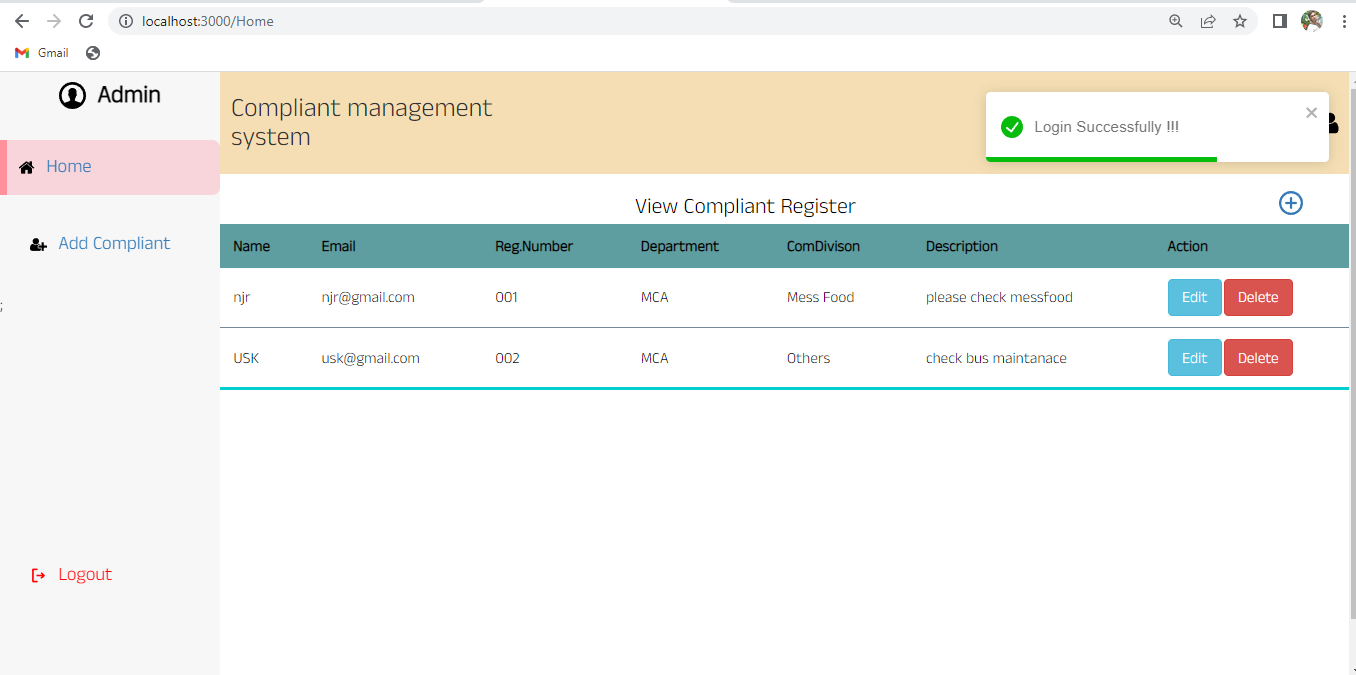 localhost:3000/Home
Gmail
Admin
Home
Add Compliant
;
Logout
Compliant management
system
Login Successfully !!!
View Compliant Register
Name Email Reg.Number Department ComDivison Description Action
njr njr@gmail.com 001 MCA Mess Food please check messfood Edit Delete
USK usk@gmail.com 002 MCA Others check bus maintanace Edit Delete